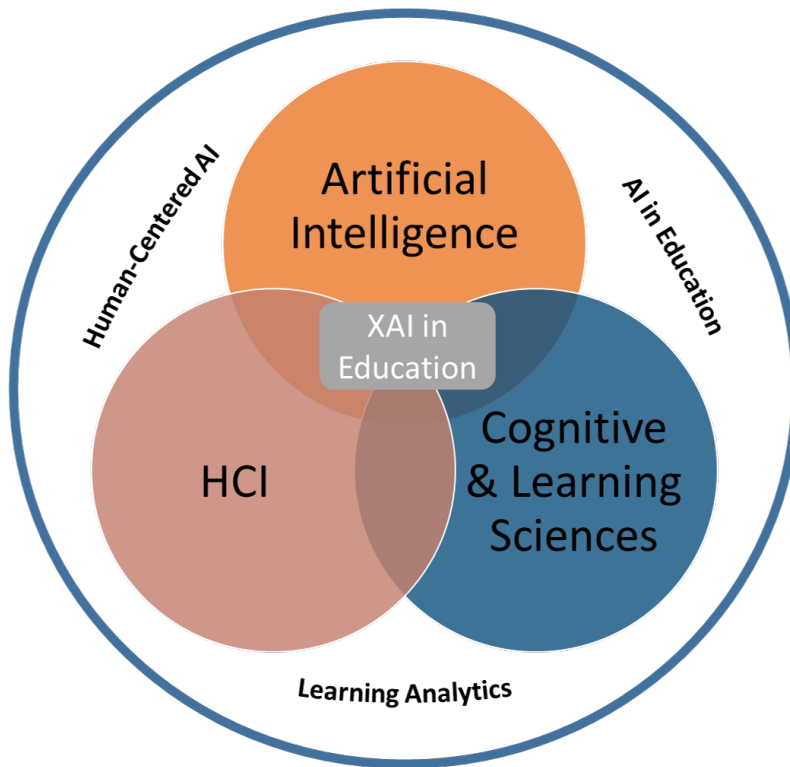 Human-Centered AI
Artificial
Intelligence
AI in Education
XAI in
Education
HCI
Cognitive
& Learning
Sciences
Learning Analytics